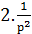 2. 1/p²